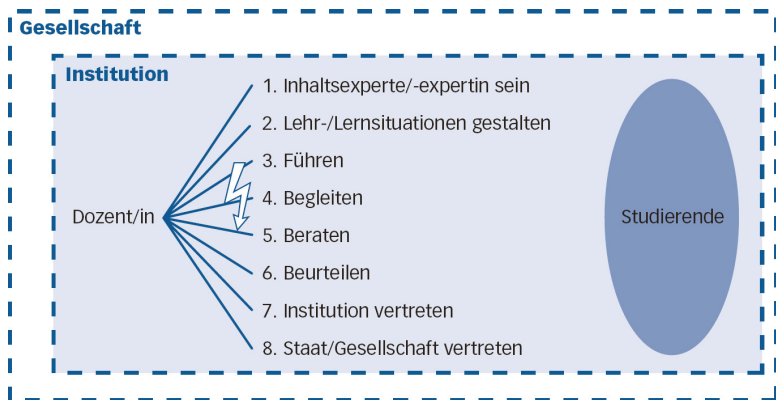 Gesellschaft
Institution
1. Inhaltsexperte/-expertin sein
2. Lehr-/Lernsituationen gestalten
3. Führen
4. Begleiten
Dozent/in
Studierende
5. Beraten
6. Beurteilen
7. Institution vertreten
8. Staat/Gesellschaft vertreten